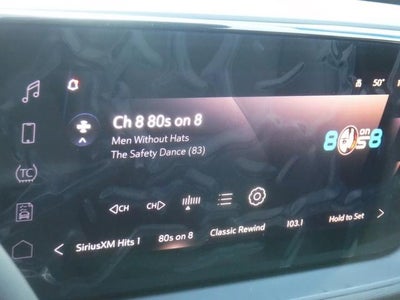 50°
Ch 8 80s on 8
Men Without Hats
The Safety Dance (83)
80s on 8
TC
◁CH CH▷
< SiriusXM Hits 1 80s on 8 Classic Rewind 103.1 Hold to Set >